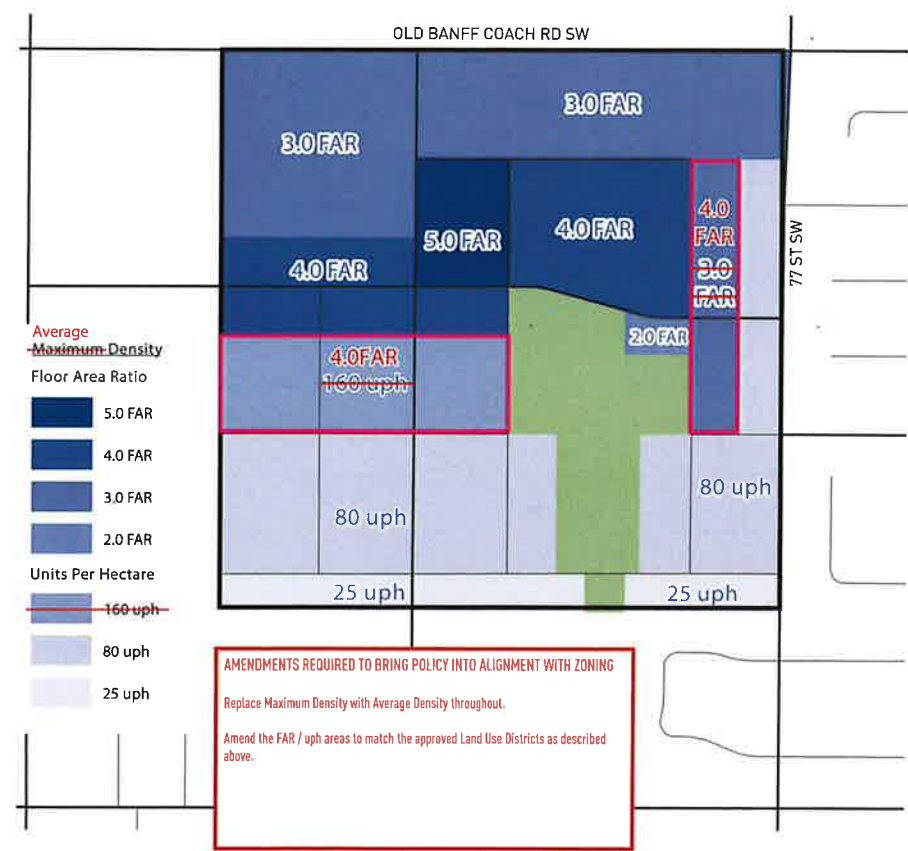 OLD BANFF COACH RD SW
3.0 FAR
3.0 FAR
5.0 FAR
4.0 FAR
4.0
FAR
3.0
FAR
77 ST SW
4.0 FAR
2.0 FAR
4.0FAR
160 uph
80 uph
80 uph
25 uph
25 uph
Average
Maximum Density
Floor Area Ratio
5.0 FAR
4.0 FAR
3.0 FAR
2.0 FAR
Units Per Hectare
160 uph
80 uph
25 uph
AMENDMENTS REQUIRED TO BRING POLICY INTO ALIGNMENT WITH ZONING
Replace Maximum Density with Average Density throughout.
Amend the FAR / uph areas to match the approved Land Use Districts as described
above.